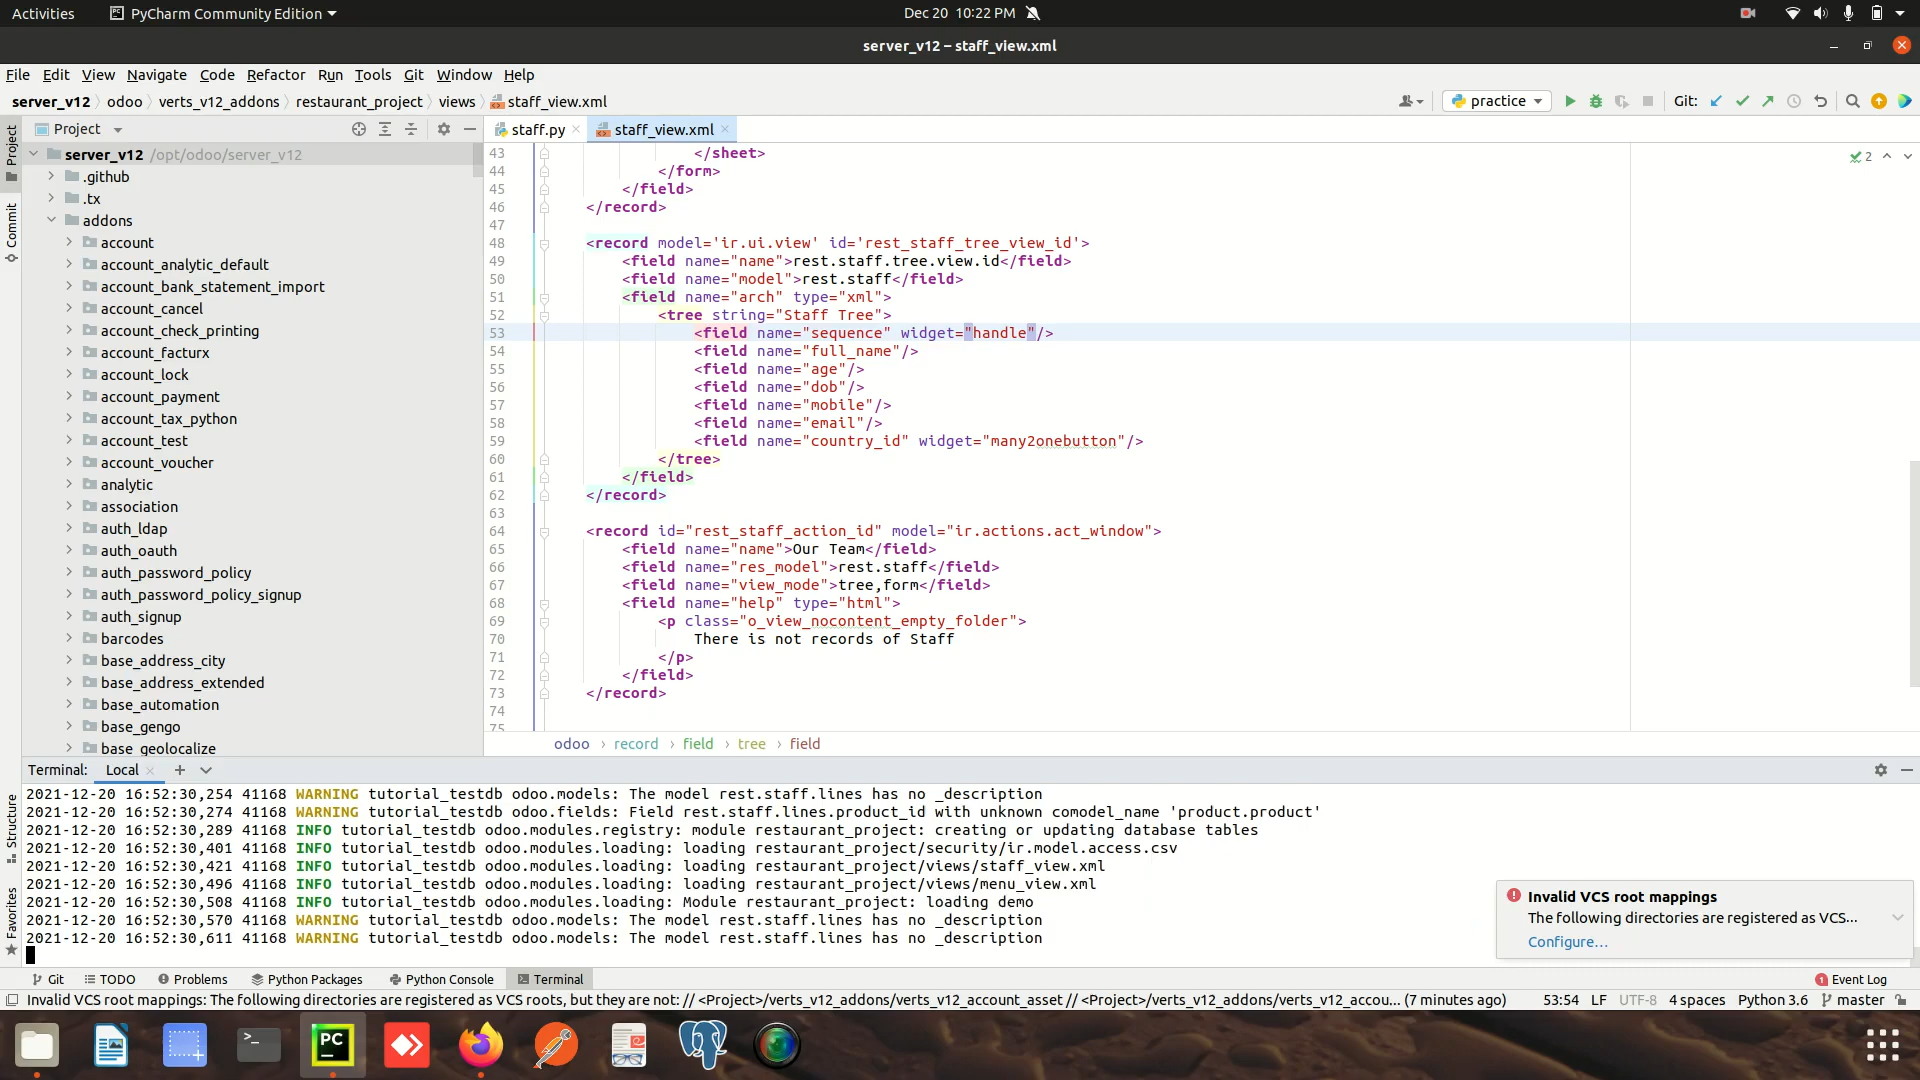 Activities PyCharm Community Edition Dec 20 10:22 PM
server_v12 – staff_view.xml
File Edit View Navigate Code Refactor Run Tools Git Window Help
server_v12 odoo verts_v12_addons restaurant_project views staff_view.xml practice Git:
Project staff.py staff_view.xml
Project
Commit
Structure
Favorites
server_v12 /opt/odoo/server_v12
.github
.tx
addons
account
account_analytic_default
account_bank_statement_import
account_cancel
account_check_printing
account_facturx
account_lock
account_payment
account_tax_python
account_test
account_voucher
analytic
association
auth_ldap
auth_oauth
auth_password_policy
auth_password_policy_signup
auth_signup
barcodes
base_address_city
base_address_extended
base_automation
base_gengo
base_geolocalize
2
43 </sheet>
44 </form>
45 </field>
46 </record>
47
48 <record model='ir.ui.view' id='rest_staff_tree_view_id'>
49 <field name="name">rest.staff.tree.view.id</field>
50 <field name="model">rest.staff</field>
51 <field name="arch" type="xml">
52 <tree string="Staff Tree">
53 <field name="sequence" widget="handle"/>
54 <field name="full_name"/>
55 <field name="age"/>
56 <field name="dob"/>
57 <field name="mobile"/>
58 <field name="email"/>
59 <field name="country_id" widget="many2onebutton"/>
60 </tree>
61 </field>
62 </record>
63
64 <record id="rest_staff_action_id" model="ir.actions.act_window">
65 <field name="name">Our Team</field>
66 <field name="res_model">rest.staff</field>
67 <field name="view_mode">tree,form</field>
68 <field name="help" type="html">
69 <p class="o_view_nocontent_empty_folder">
70 There is not records of Staff
71 </p>
72 </field>
73 </record>
74
75
odoo › record › field › tree › field
Terminal: Local
2021-12-20 16:52:30,254 41168 WARNING tutorial_testdb odoo.models: The model rest.staff.lines has no _description
2021-12-20 16:52:30,274 41168 WARNING tutorial_testdb odoo.fields: Field rest.staff.lines.product_id with unknown comodel_name 'product.product'
2021-12-20 16:52:30,289 41168 INFO tutorial_testdb odoo.modules.registry: module restaurant_project: creating or updating database tables
2021-12-20 16:52:30,401 41168 INFO tutorial_testdb odoo.modules.loading: loading restaurant_project/security/ir.model.access.csv
2021-12-20 16:52:30,421 41168 INFO tutorial_testdb odoo.modules.loading: loading restaurant_project/views/staff_view.xml
2021-12-20 16:52:30,496 41168 INFO tutorial_testdb odoo.modules.loading: loading restaurant_project/views/menu_view.xml
2021-12-20 16:52:30,508 41168 INFO tutorial_testdb odoo.modules.loading: Module restaurant_project: loading demo
2021-12-20 16:52:30,570 41168 WARNING tutorial_testdb odoo.models: The model rest.staff.lines has no _description
2021-12-20 16:52:30,611 41168 WARNING tutorial_testdb odoo.models: The model rest.staff.lines has no _description
Invalid VCS root mappings
The following directories are registered as VCS...
Configure...
Git TODO Problems Python Packages Python Console Terminal 1 Event Log
Invalid VCS root mappings: The following directories are registered as VCS roots, but they are not: // <Project>/verts_v12_addons/verts_v12_account_asset // <Project>/verts_v12_addons/verts_v12_accou... (7 minutes ago) 53:54 LF UTF-8 4 spaces Python 3.6 master
PC